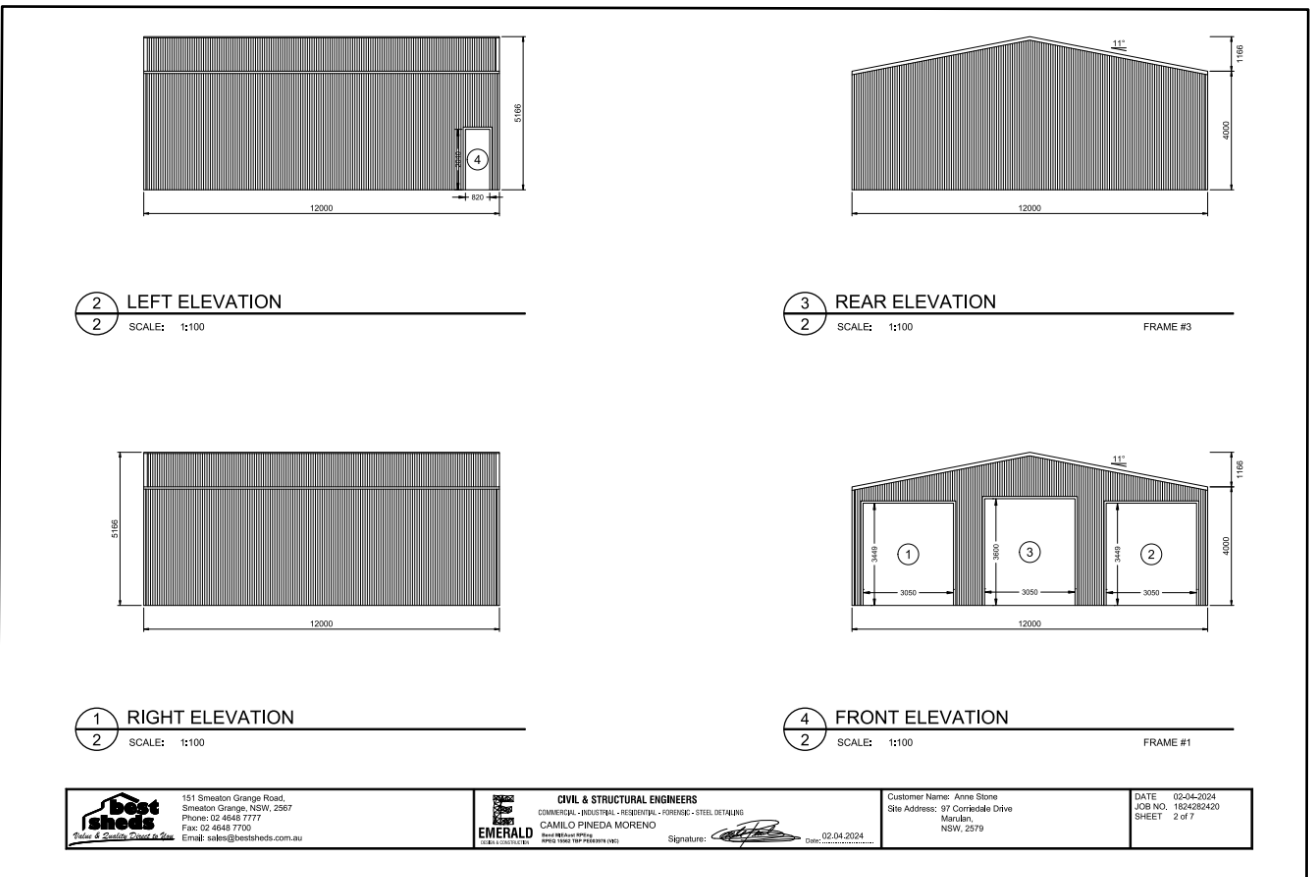 5166
2040
4
820
12000
2
2
LEFT ELEVATION
SCALE: 1:100
11°
1166
4000
12000
3
2
REAR ELEVATION
SCALE: 1:100
FRAME #3
5166
12000
1
2
RIGHT ELEVATION
SCALE: 1:100
11°
1166
4000
3449
1
3050
3600
3
3050
3449
2
3050
12000
4
2
FRONT ELEVATION
SCALE: 1:100
FRAME #1
best
sheds
Value & Quality Direct to You
151 Smeaton Grange Road,
Smeaton Grange, NSW, 2567
Phone: 02 4648 7777
Fax: 02 4648 7700
Email: sales@bestsheds.com.au
E
EMERALD
DESIGN & CONSTRUCTION
CIVIL & STRUCTURAL ENGINEERS
COMMERCIAL - INDUSTRIAL - RESIDENTIAL - FORENSIC - STEEL DETAILING
CAMILO PINEDA MORENO
Signature:
Date: 02.04.2024
Customer Name: Anne Stone
Site Address: 97 Corriedale Drive
Marulan,
NSW, 2579
DATE 02-04-2024
JOB NO. 1824282420
SHEET 2 of 7